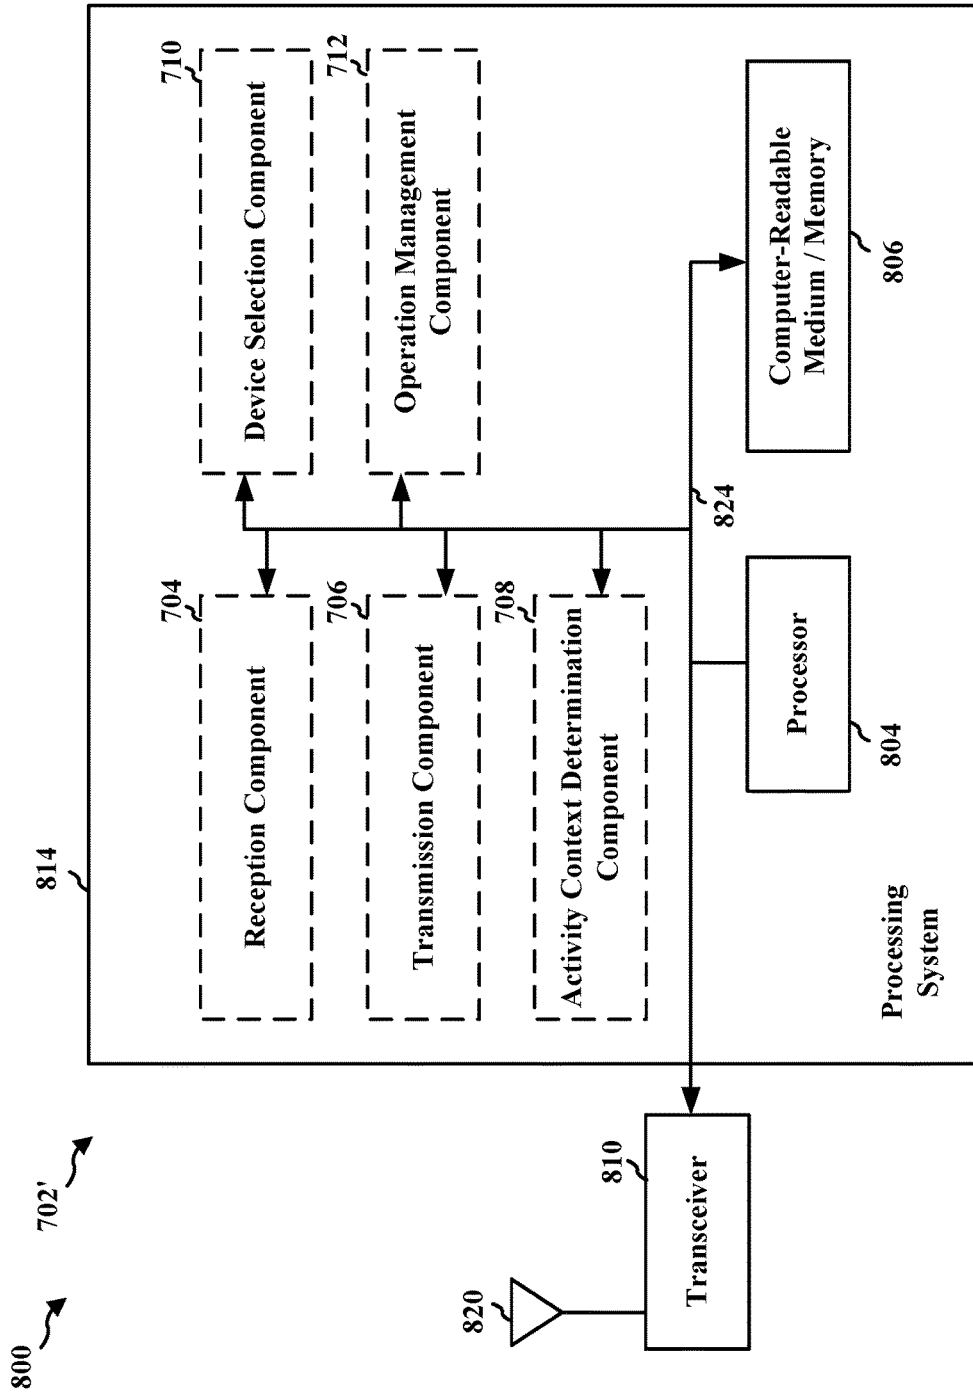 800
702'
814
820
810
Transceiver
704
Reception Component
706
Transmission Component
708
Activity Context Determination
Component
710
Device Selection Component
712
Operation Management
Component
824
Processor
804
Computer-Readable
Medium / Memory
806
Processing
System